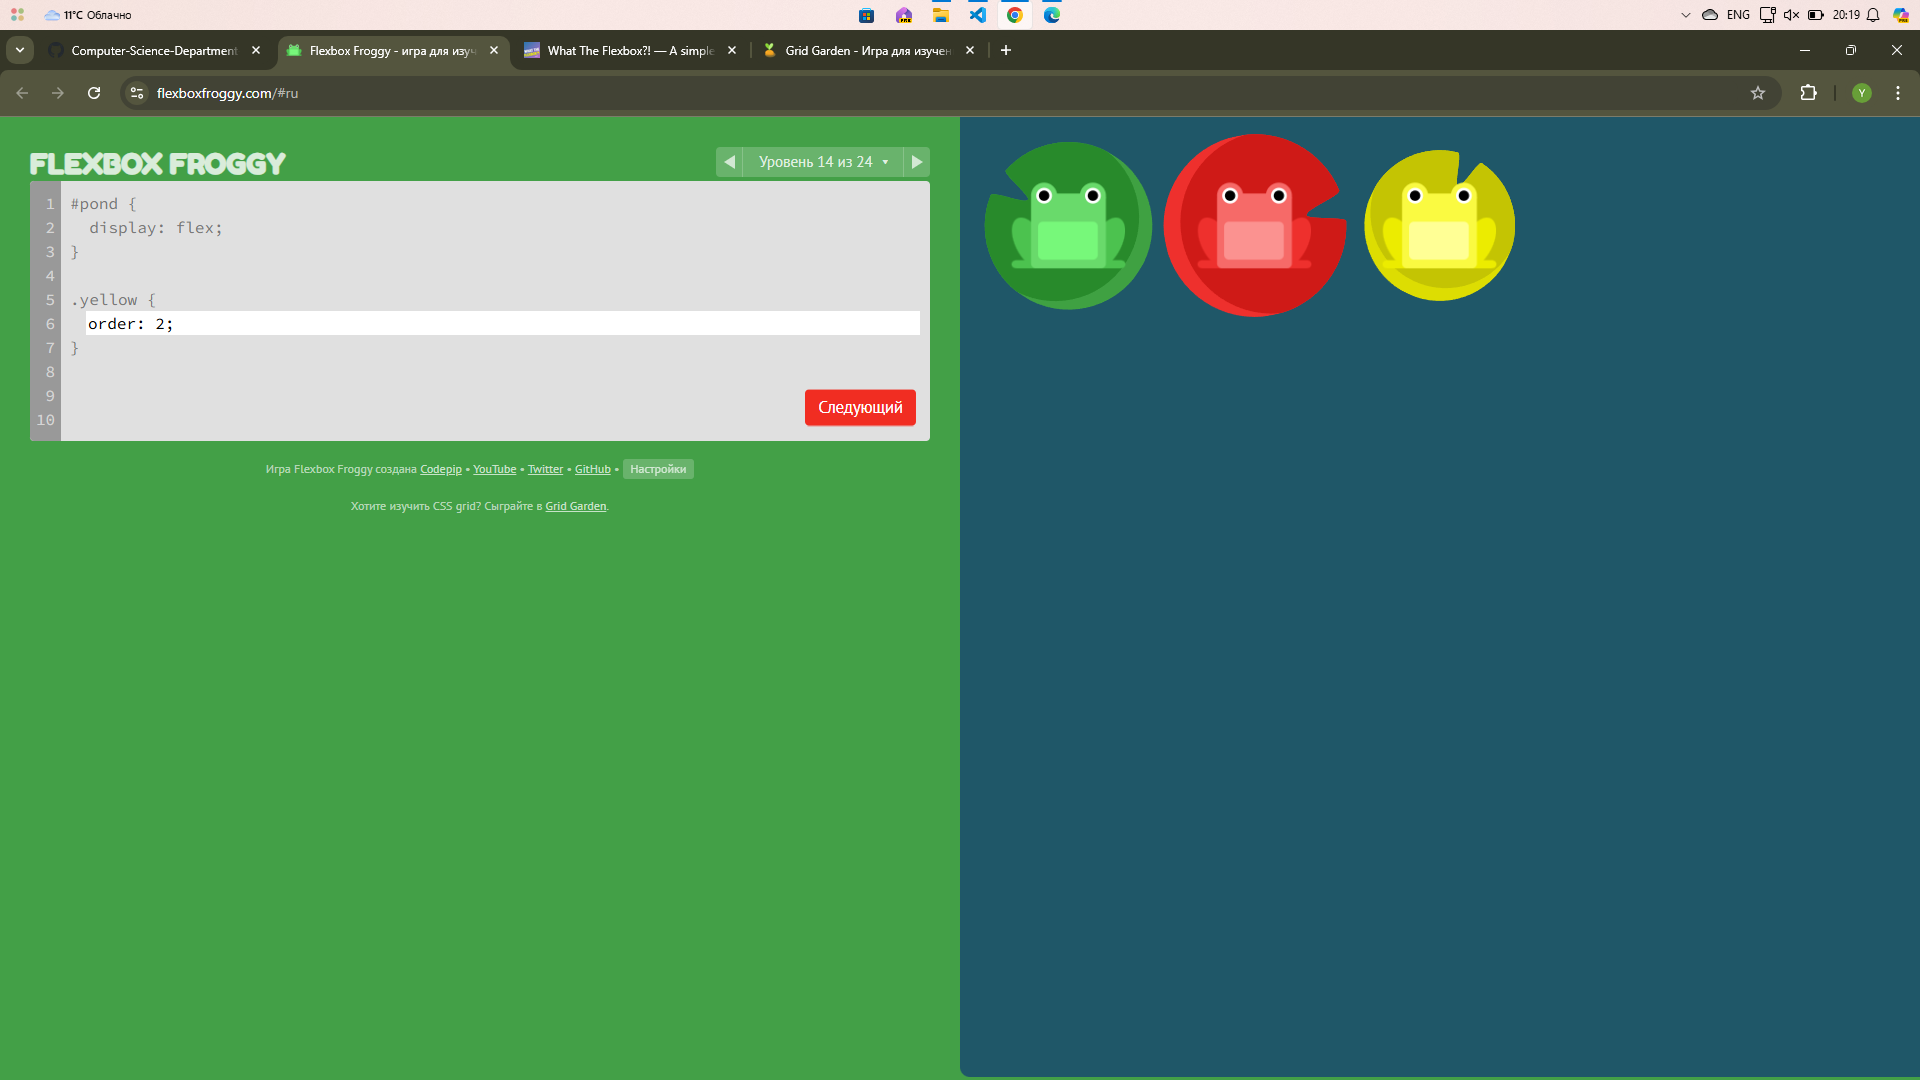 11°C Облачно
ENG
20:19
Computer-Science-Department
Flexbox Froggy - игра для изуч
What The Flexbox?! — A simple
Grid Garden - Игра для изучен
flexboxfroggy.com/#ru
Y
FLEXBOX FROGGY
Уровень 14 из 24
1 #pond {
2 display: flex;
3 }
4
5 .yellow {
6 order: 2;
7 }
8
9
10
Следующий
Игра Flexbox Froggy создана Codepip • YouTube • Twitter • GitHub • Настройки
Хотите изучить CSS grid? Сыграйте в Grid Garden.